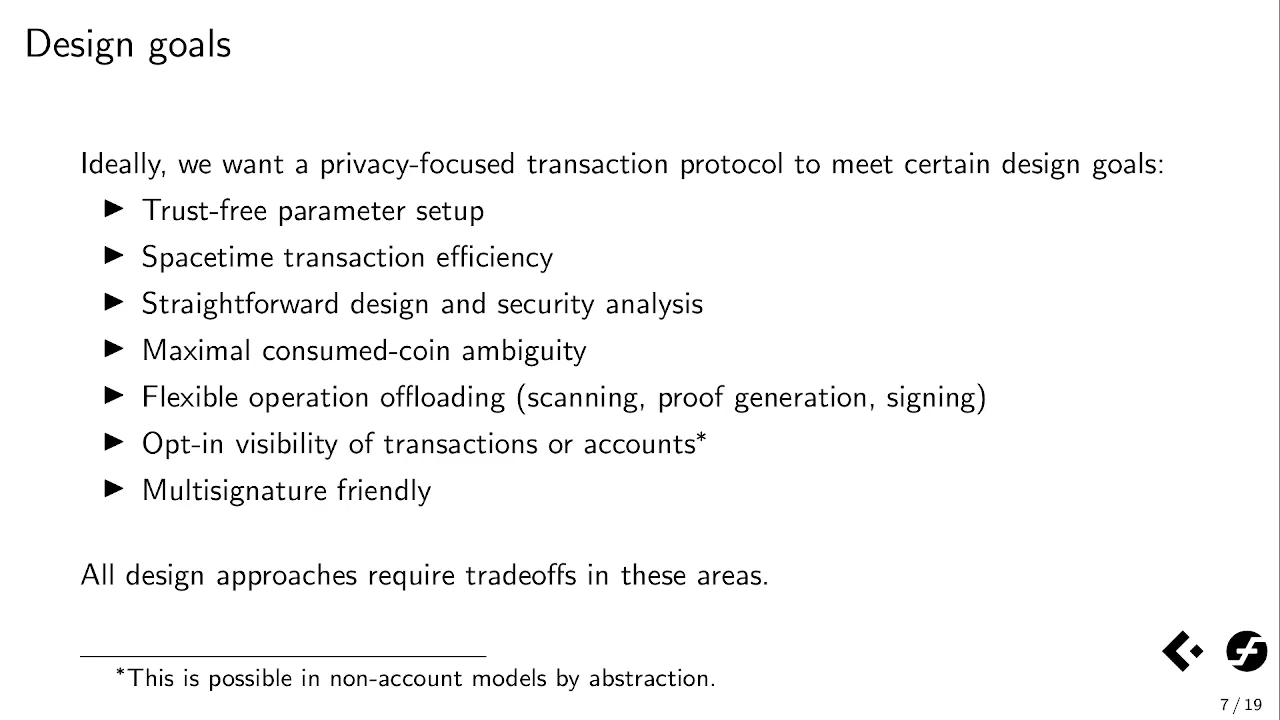 Design goals
Ideally, we want a privacy-focused transaction protocol to meet certain design goals:
▶ Trust-free parameter setup
▶ Spacetime transaction efficiency
▶ Straightforward design and security analysis
▶ Maximal consumed-coin ambiguity
▶ Flexible operation offloading (scanning, proof generation, signing)
▶ Opt-in visibility of transactions or accounts*
▶ Multisignature friendly
All design approaches require tradeoffs in these areas.
*This is possible in non-account models by abstraction.
7 / 19